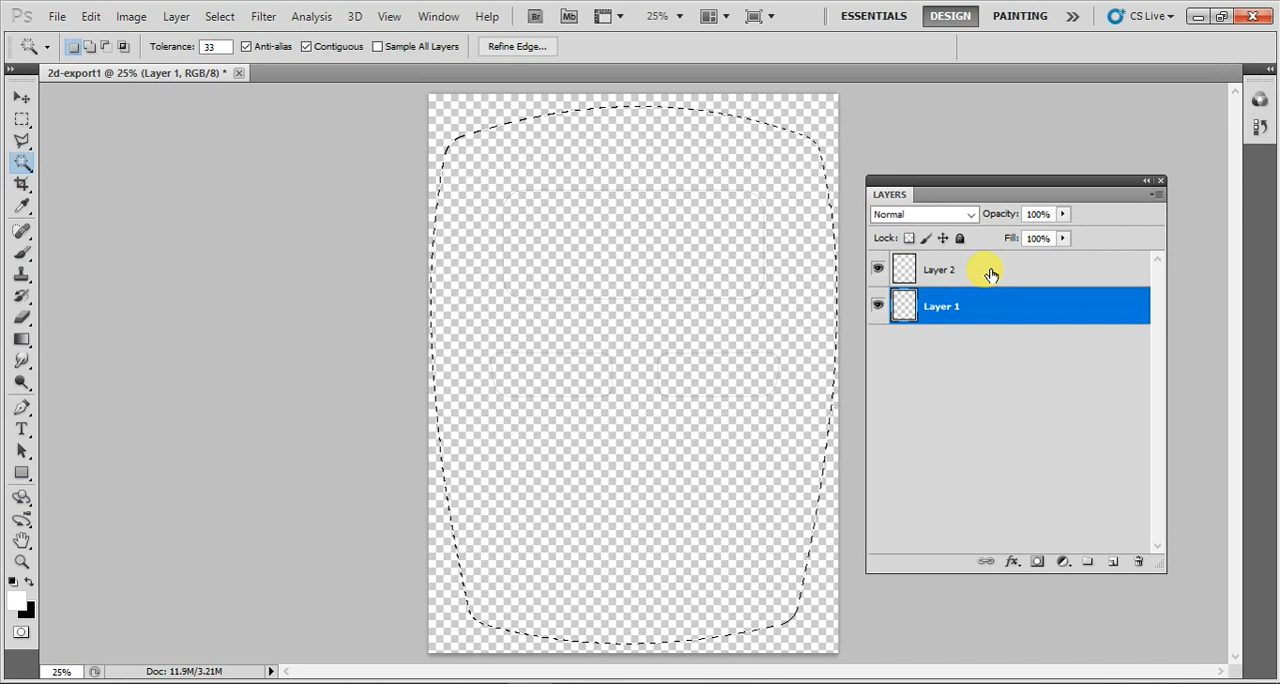 Ps File Edit Image Layer Select Filter Analysis 3D View Window Help Br Mb 25% ESSENTIALS DESIGN PAINTING CS Live
Tolerance: 33 Anti-alias Contiguous Sample All Layers Refine Edge...
2d-export1 @ 25% (Layer 1, RGB/8) *
LAYERS
Normal Opacity: 100%
Lock: Fill: 100%
Layer 2
Layer 1
T
fx
25% Doc: 11.9M/3.21M